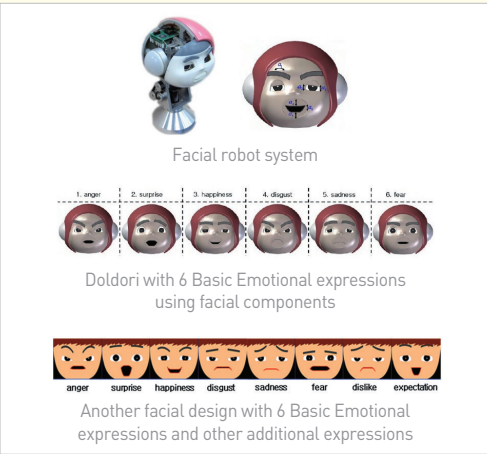 Facial robot system
1. anger 2. surprise 3. happiness 4. disgust 5. sadness 6. fear
Doldori with 6 Basic Emotional expressions
using facial components
anger surprise happiness disgust sadness fear dislike expectation
Another facial design with 6 Basic Emotional
expressions and other additional expressions